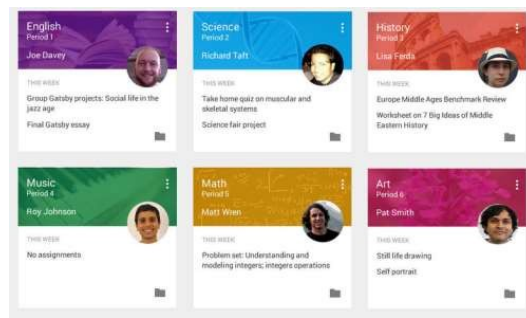 English
Period 1
Joe Davey
THIS WEEK
Group Gatsby projects: Social life in the
jazz age
Final Gatsby essay
Science
Period 2
Richard Taft
THIS WEEK
Take home quiz on muscular and
skeletal systems
Science fair project
History
Period 3
Lisa Ferda
THIS WEEK
Europe Middle Ages Benchmark Review
Worksheet on 7 Big Ideas of Middle
Eastern History
Music
Period 4
Roy Johnson
THIS WEEK
No assignments
Math
Period 5
Matt Wien
THIS WEEK
Problem set: Understanding and
modeling integers; integers operations
Art
Period 6
Pat Smith
THIS WEEK
Still life drawing
Self portrait